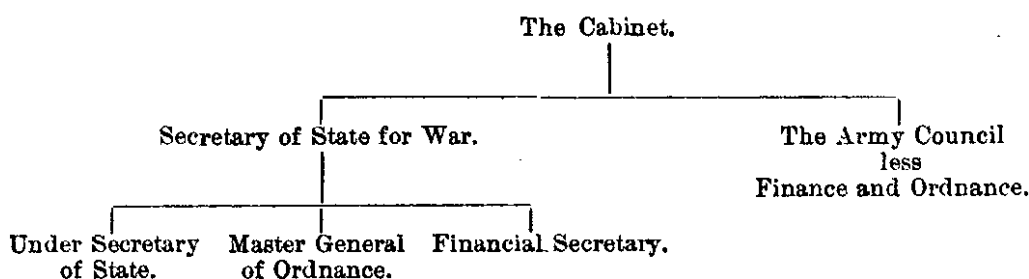 The Cabinet.
Secretary of State for War.
The Army Council
less
Finance and Ordnance.
Under Secretary
of State.
Master General
of Ordnance.
Financial Secretary.